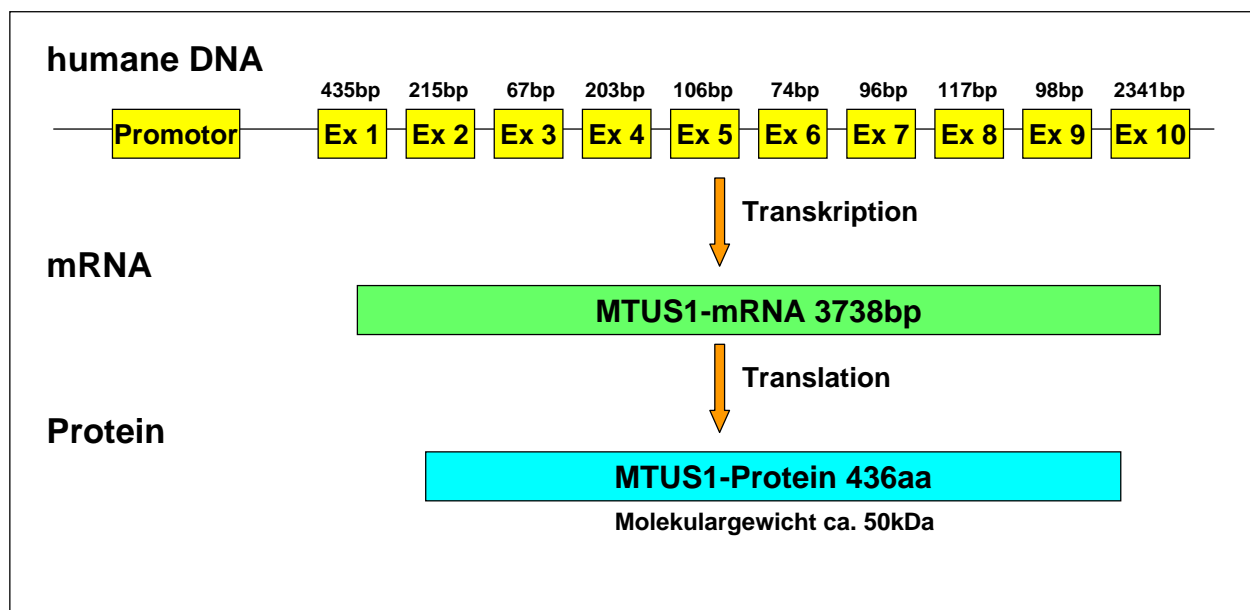 humane DNA
435bp 215bp 67bp 203bp 106bp 74bp 96bp 117bp 98bp 2341bp
Promotor Ex 1 Ex 2 Ex 3 Ex 4 Ex 5 Ex 6 Ex 7 Ex 8 Ex 9 Ex 10
Transkription
mRNA
MTUS1-mRNA 3738bp
Translation
Protein
MTUS1-Protein 436aa
Molekulargewicht ca. 50kDa